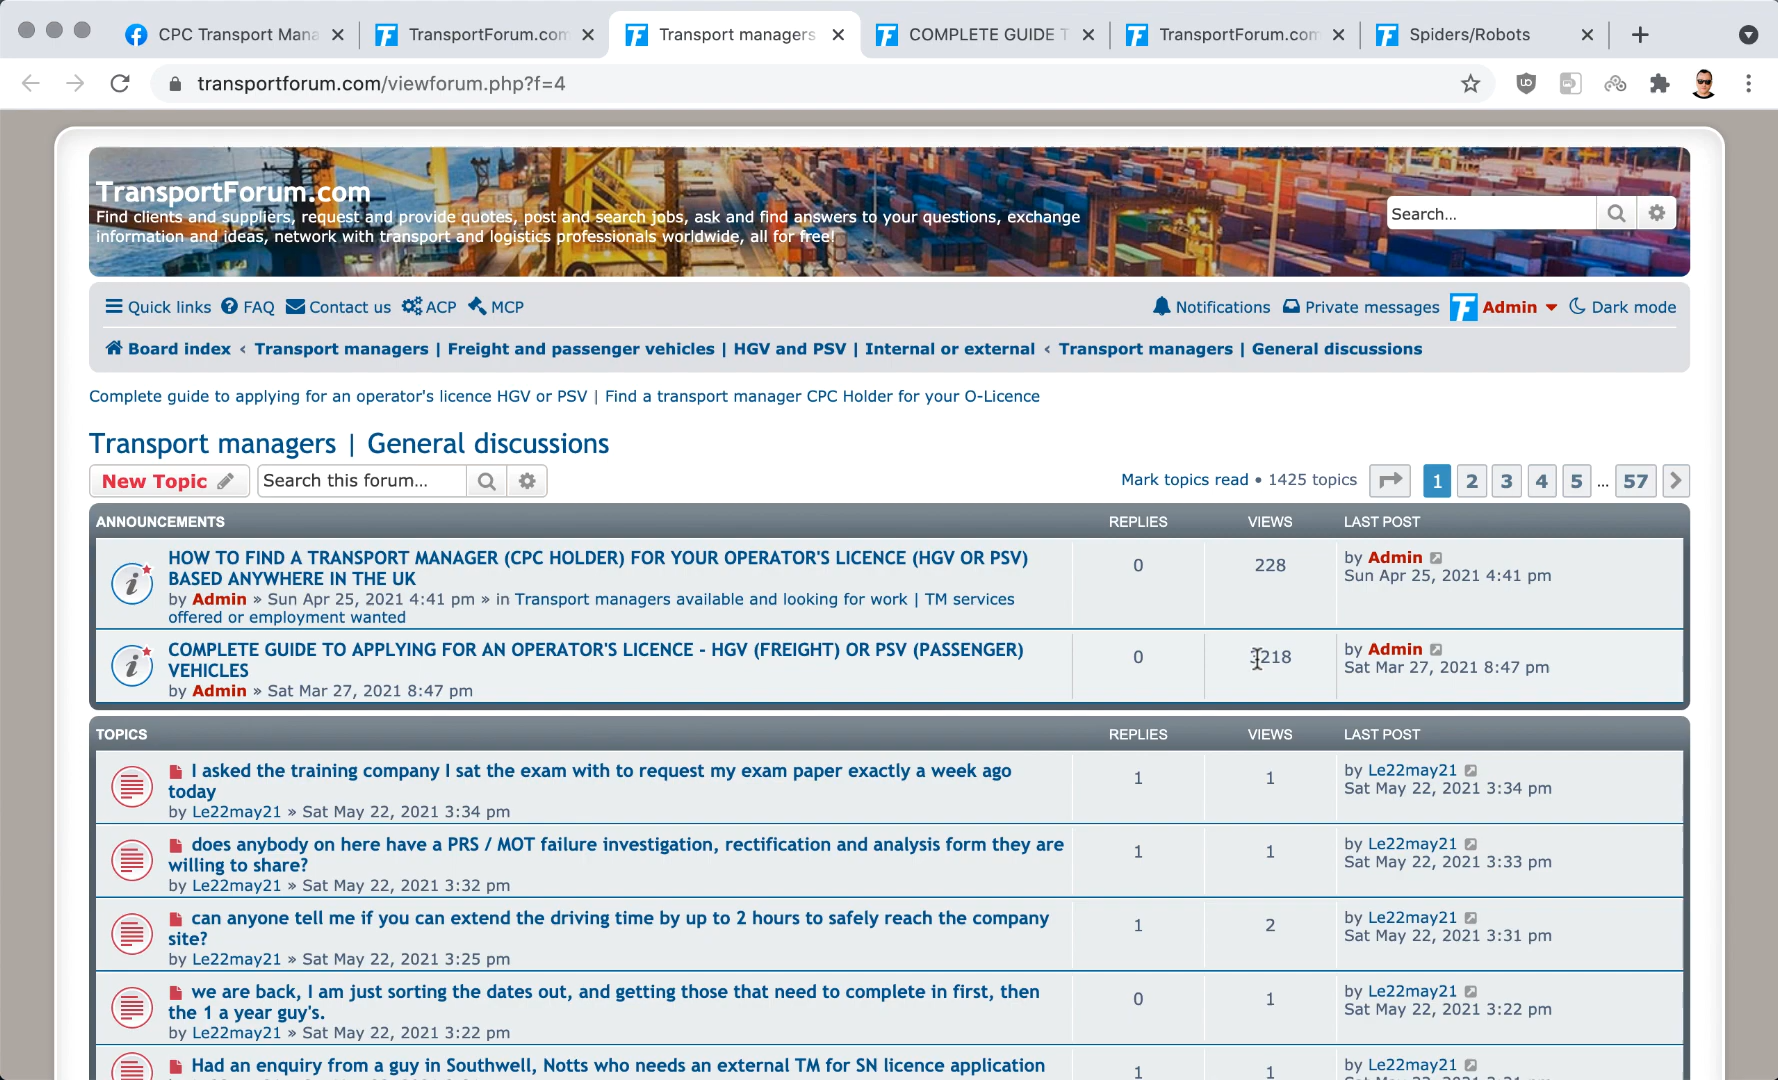 CPC Transport Mana
TransportForum.com
Transport managers
COMPLETE GUIDE T
TransportForum.com
Spiders/Robots
transportforum.com/viewforum.php?f=4
TransportForum.com
Find clients and suppliers, request and provide quotes, post and search jobs, ask and find answers to your questions, exchange
information and ideas, network with transport and logistics professionals worldwide, all for free!
Search...
Quick links FAQ Contact us ACP MCP
Notifications Private messages Admin Dark mode
Board index ‹ Transport managers | Freight and passenger vehicles | HGV and PSV | Internal or external ‹ Transport managers | General discussions
Complete guide to applying for an operator's licence HGV or PSV | Find a transport manager CPC Holder for your O-Licence
Transport managers | General discussions
New Topic Search this forum... Mark topics read • 1425 topics 1 2 3 4 5 ... 57
ANNOUNCEMENTS REPLIES VIEWS LAST POST
HOW TO FIND A TRANSPORT MANAGER (CPC HOLDER) FOR YOUR OPERATOR'S LICENCE (HGV OR PSV)
BASED ANYWHERE IN THE UK
by Admin » Sun Apr 25, 2021 4:41 pm » in Transport managers available and looking for work | TM services
offered or employment wanted
0
228
by Admin
Sun Apr 25, 2021 4:41 pm
COMPLETE GUIDE TO APPLYING FOR AN OPERATOR'S LICENCE - HGV (FREIGHT) OR PSV (PASSENGER)
VEHICLES
by Admin » Sat Mar 27, 2021 8:47 pm
0
by Admin
Sat Mar 27, 2021 8:47 pm
TOPICS REPLIES VIEWS LAST POST
I asked the training company I sat the exam with to request my exam paper exactly a week ago
today
by Le22may21 » Sat May 22, 2021 3:34 pm
1
1
by Le22may21
Sat May 22, 2021 3:34 pm
does anybody on here have a PRS / MOT failure investigation, rectification and analysis form they are
willing to share?
by Le22may21 » Sat May 22, 2021 3:32 pm
1
1
by Le22may21
Sat May 22, 2021 3:33 pm
can anyone tell me if you can extend the driving time by up to 2 hours to safely reach the company
site?
by Le22may21 » Sat May 22, 2021 3:25 pm
1
2
by Le22may21
Sat May 22, 2021 3:31 pm
we are back, I am just sorting the dates out, and getting those that need to complete in first, then
the 1 a year guy's.
by Le22may21 » Sat May 22, 2021 3:22 pm
0
1
by Le22may21
Sat May 22, 2021 3:22 pm
Had an enquiry from a guy in Southwell, Notts who needs an external TM for SN licence application
1
1
by Le22may21